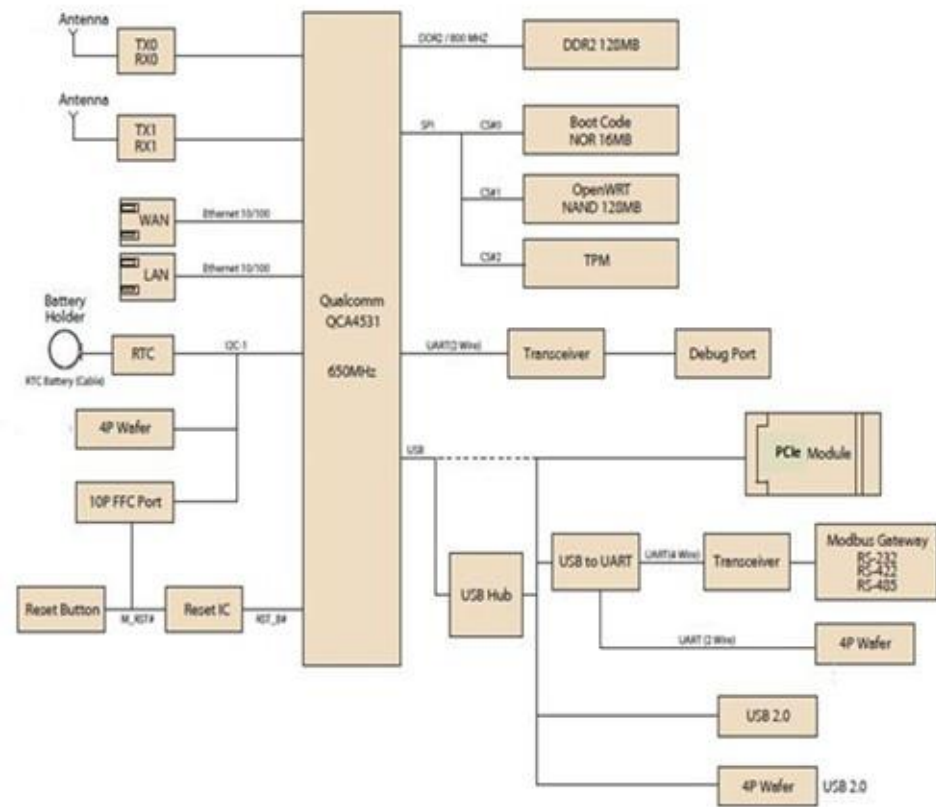 Antenna
TX0
RX0
Antenna
TX1
RX1
WAN
Ethernet 10/100
LAN
Ethernet 10/100
Battery
Holder
RTC
I2C-1
RTC Battery (Cable)
4P Wafer
10P FFC Port
Reset Button
M_RST#
Reset IC
RST_B#
Qualcomm
QCA4531
650MHz
DDR2 / 800 MHZ
DDR2 128MB
SPI
CS#0
Boot Code
NOR 16MB
CS#1
OpenWRT
NAND 128MB
CS#2
TPM
UART(2 Wire)
Transceiver
Debug Port
USB
PCIe Module
USB Hub
USB to UART
UART(4 Wire)
Transceiver
Modbus Gateway
RS-232
RS-422
RS-485
UART (2 Wire)
4P Wafer
USB 2.0
4P Wafer
USB 2.0